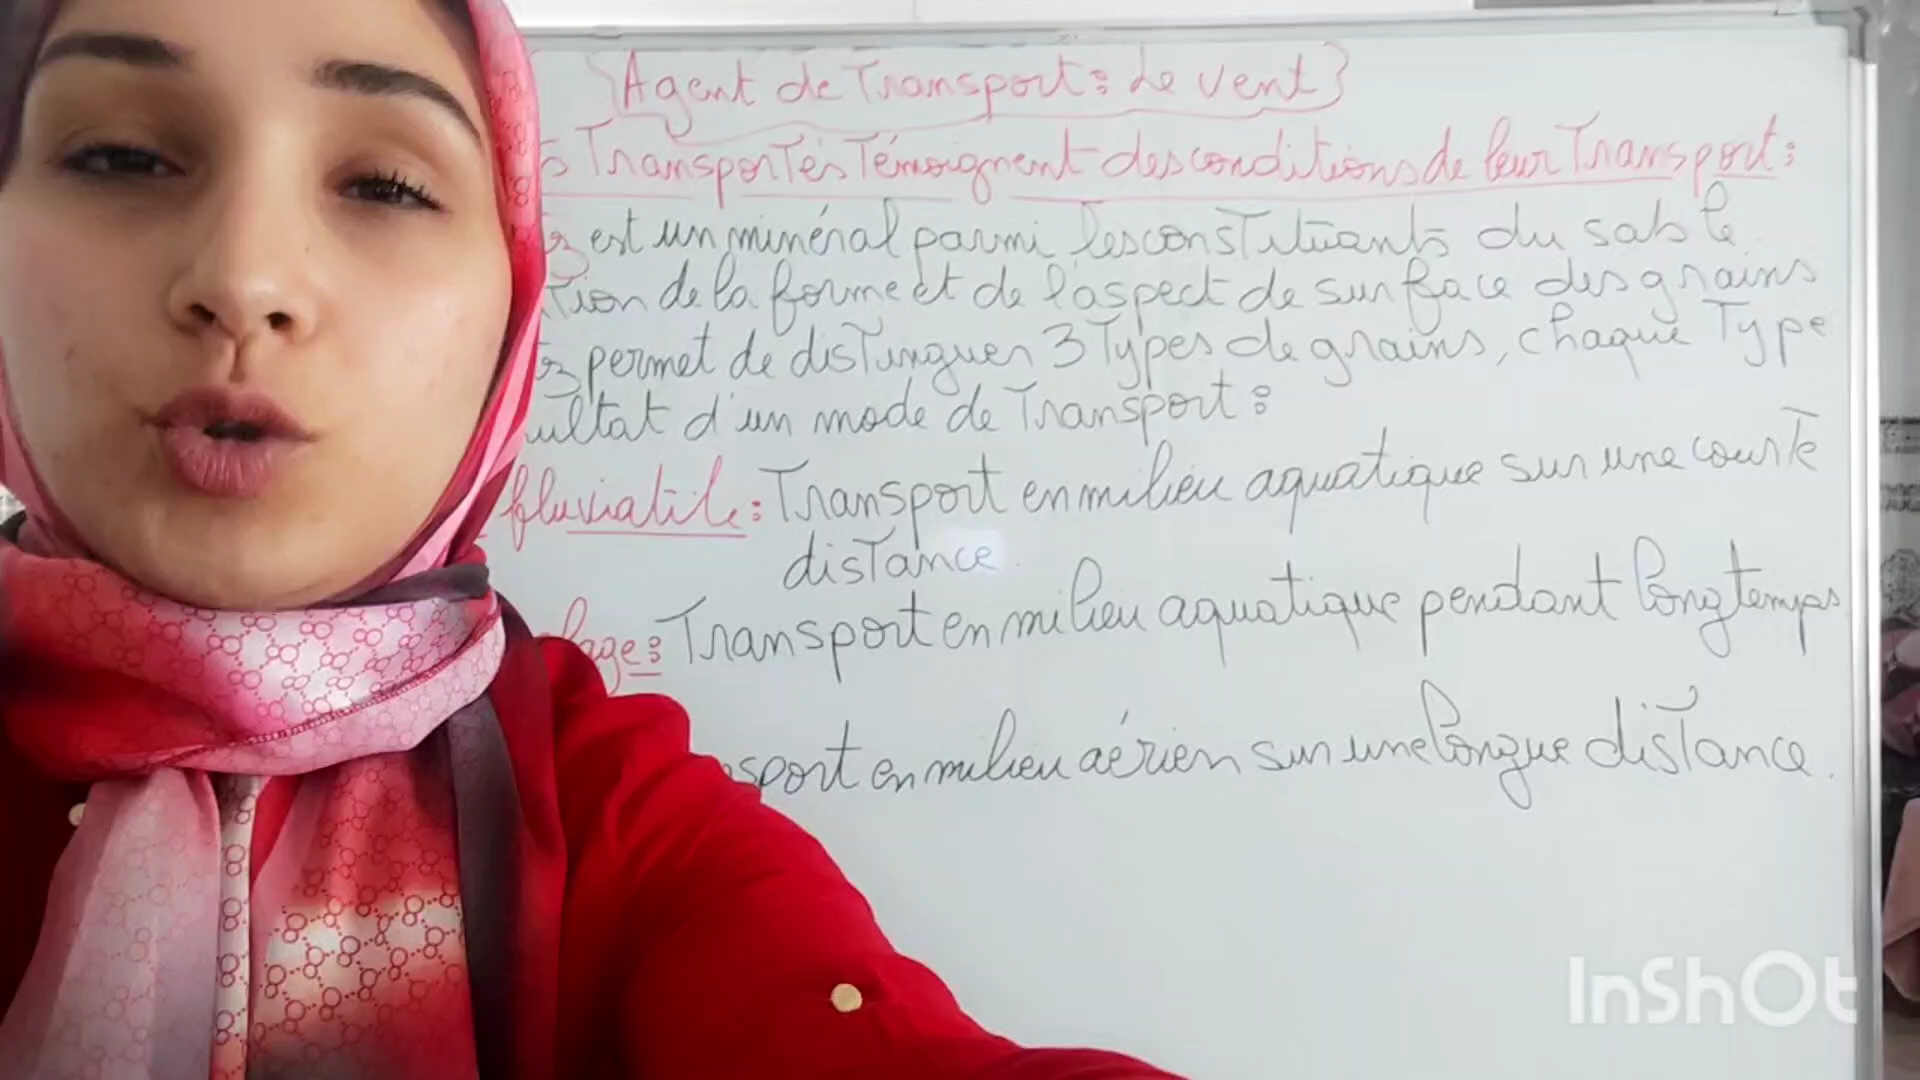 Agent de Transport: Le vent
Transportés Témoignent des conditions de leur Transport:
est un minéral parmi les constituants du sable
de la forme et de l'aspect de surface des grains
permet de distinguer 3 Types de grains, chaque Type
d'un mode de Transport:
fluviatile: Transport en milieu aquatique sur une courte
distance.
Transport en milieu aquatique pendant longtemps
en milieu aérien sur une longue distance.
InShOt